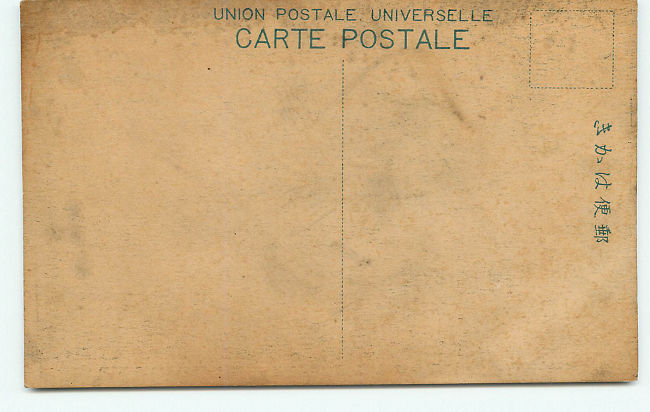 UNION POSTALE UNIVERSELLE
CARTE POSTALE
郵便はかき